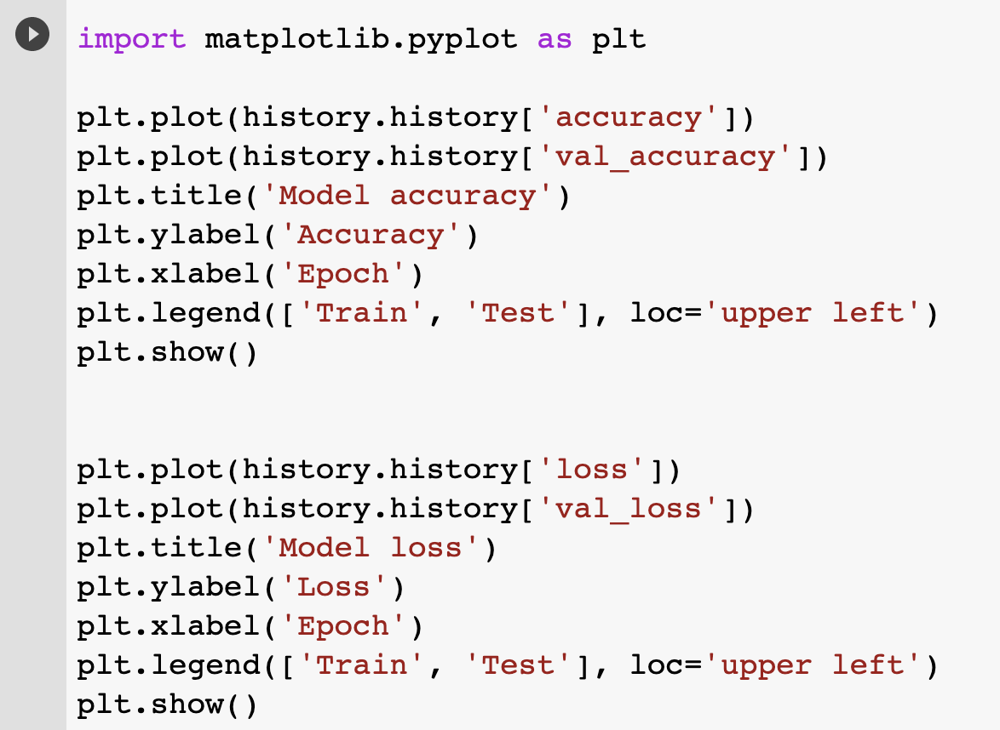 import matplotlib.pyplot as plt
plt.plot(history.history['accuracy'])
plt.plot(history.history['val_accuracy'])
plt.title('Model accuracy')
plt.ylabel('Accuracy')
plt.xlabel('Epoch')
plt.legend(['Train', 'Test'], loc='upper left')
plt.show()
plt.plot(history.history['loss'])
plt.plot(history.history['val_loss'])
plt.title('Model loss')
plt.ylabel('Loss')
plt.xlabel('Epoch')
plt.legend(['Train', 'Test'], loc='upper left')
plt.show()